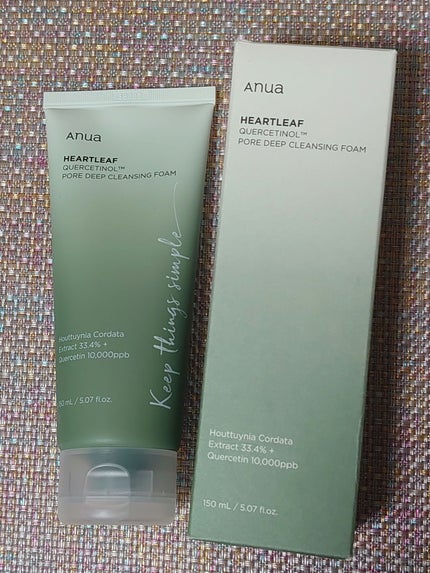 Anua
HEARTLEAF
QUERCETINOL™
PORE DEEP CLEANSING FOAM
Keep things simple
Houttuynia Cordata
Extract 33.4% +
Quercetin 10,000ppb
150 mL / 5.07 fl.oz.
Anua
HEARTLEAF
QUERCETINOL™
PORE DEEP CLEANSING FOAM
Houttuynia Cordata
Extract 33.4% +
Quercetin 10,000ppb
150 mL / 5.07 fl.oz.